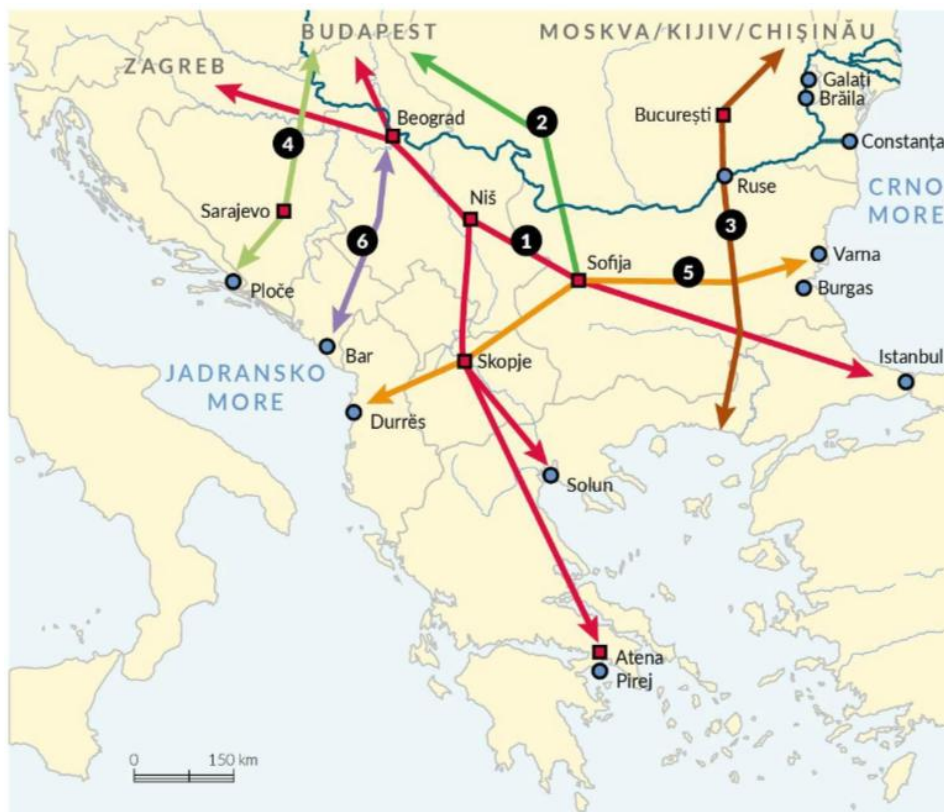 BUDAPEST
MOSKVA/KIJIV/CHIȘINĂU
ZAGREB
Galați
Brăila
București
Beograd
2
Constanța
4
Ruse
CRNO
MORE
Sarajevo
Niš
6
1
3
Sofija
5
Varna
Ploče
Burgas
Bar
Skopje
Istanbul
JADRANSKO
MORE
Durrës
Solun
Atena
Pirej
0 150 km